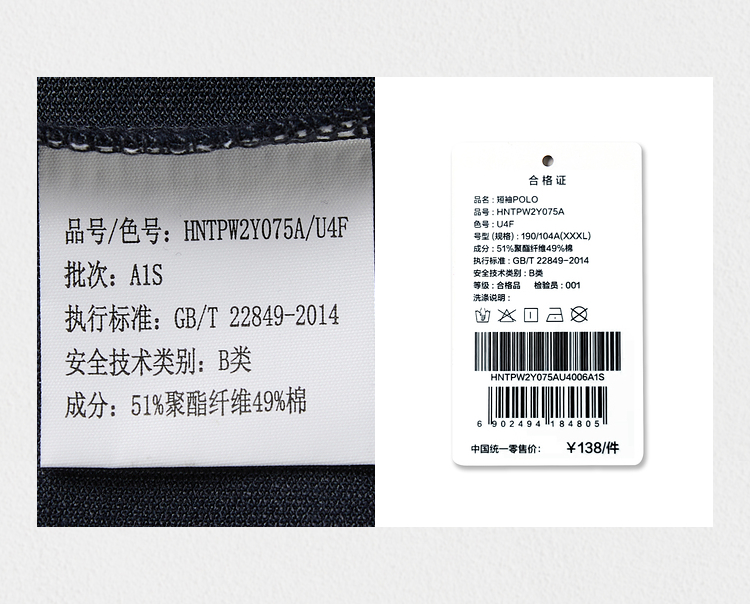 品号/色号：HNTPW2Y075A/U4F
批次：A1S
执行标准：GB/T 22849-2014
安全技术类别：B类
成分：51%聚酯纤维49%棉
合格证
品名：短袖POLO
品号：HNTPW2Y075A
色号：U4F
号型（规格）：190/104A(XXXL)
成分：51%聚酯纤维49%棉
执行标准：GB/T 22849-2014
安全技术类别：B类
等级：合格品 检验员：001
洗涤说明：
HNTPW2Y075AU4006A1S
6 902494 184805
中国统一零售价： ￥138/件